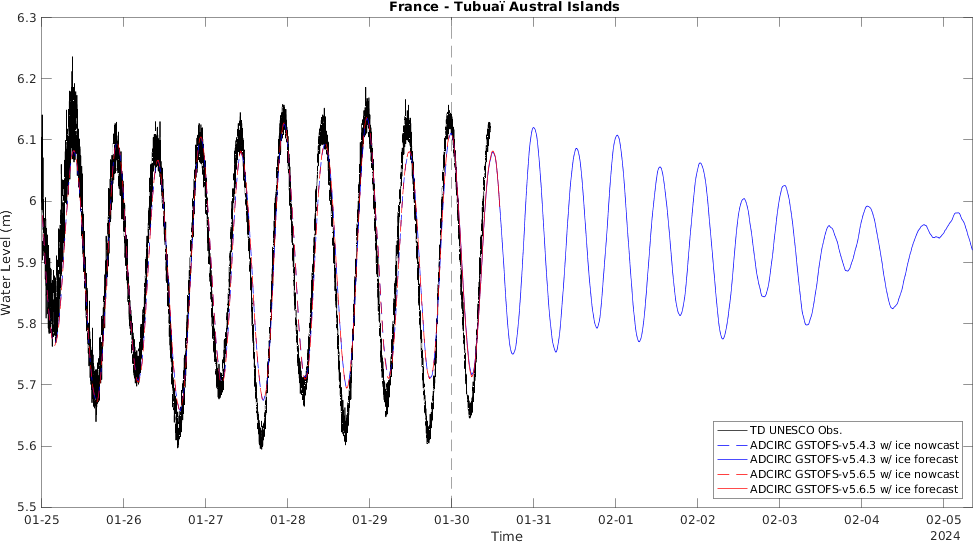 France - Tubuaï Austral Islands
6.3
6.2
6.1
6
5.9
5.8
5.7
5.6
5.5
Water Level (m)
01-25 01-26 01-27 01-28 01-29 01-30 01-31 02-01 02-02 02-03 02-04 02-05
2024
Time
TD UNESCO Obs.
ADCIRC GSTOFS-v5.4.3 w/ ice nowcast
ADCIRC GSTOFS-v5.4.3 w/ ice forecast
ADCIRC GSTOFS-v5.6.5 w/ ice nowcast
ADCIRC GSTOFS-v5.6.5 w/ ice forecast